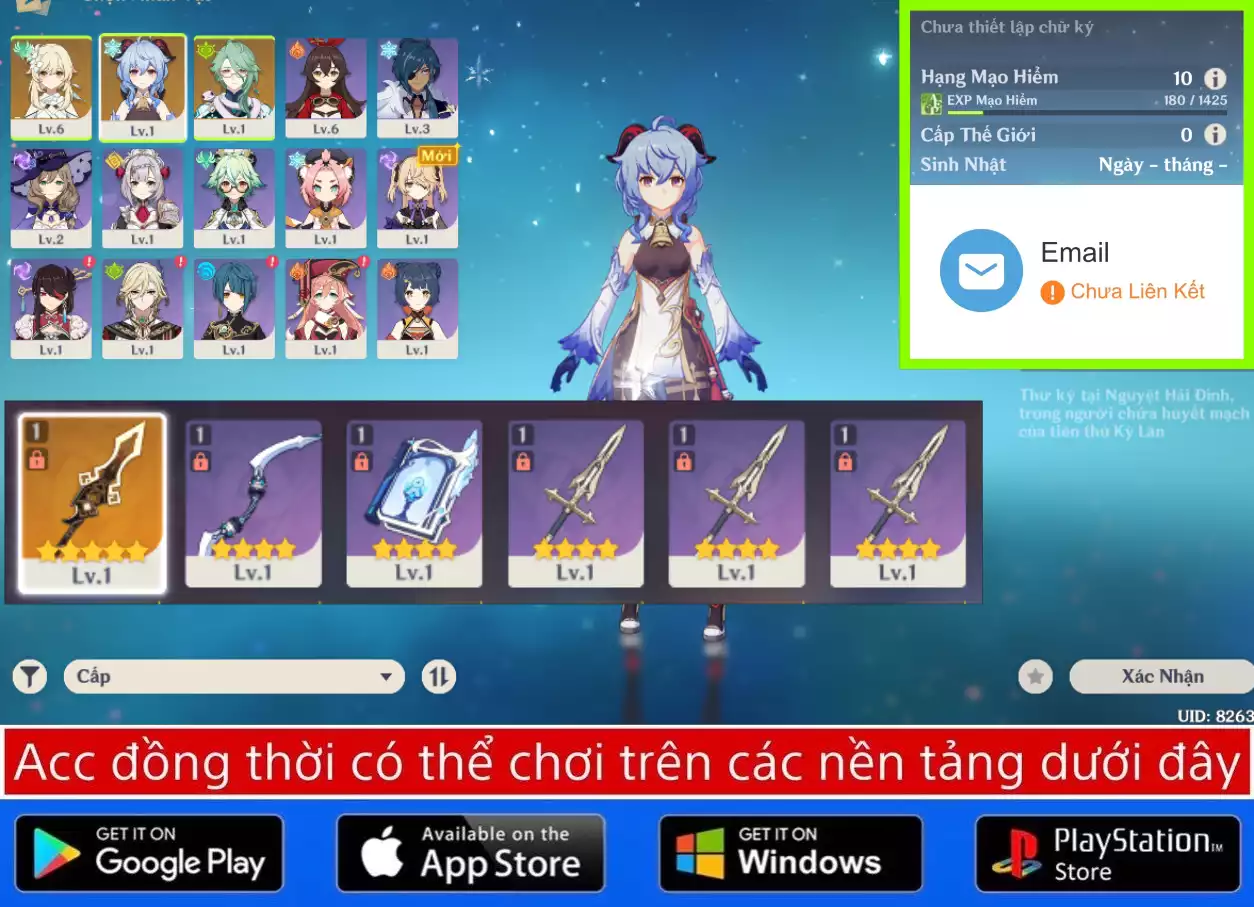 Lv.6
Lv.1
Lv.1
Lv.6
Lv.3
Mới
Lv.2
Lv.1
Lv.1
Lv.1
Lv.1
Lv.1
Lv.1
Lv.1
Lv.1
Lv.1
Chưa thiết lập chữ ký
Hạng Mạo Hiểm 10
EXP Mạo Hiểm 180 / 1425
Cấp Thế Giới 0
Sinh Nhật Ngày - tháng -
Email
Chưa Liên Kết
Thư ký tại Nguyệt Hải Đình,
trong người chứa huyết mạch
của tiên thú Kỳ Lân
1
1
1
1
1
1
Lv.1
Lv.1
Lv.1
Lv.1
Lv.1
Lv.1
Cấp
Xác Nhận
UID: 8263
Acc đồng thời có thể chơi trên các nền tảng dưới đây
GET IT ON
Google Play
Available on the
App Store
GET IT ON
Windows
PlayStation™
Store